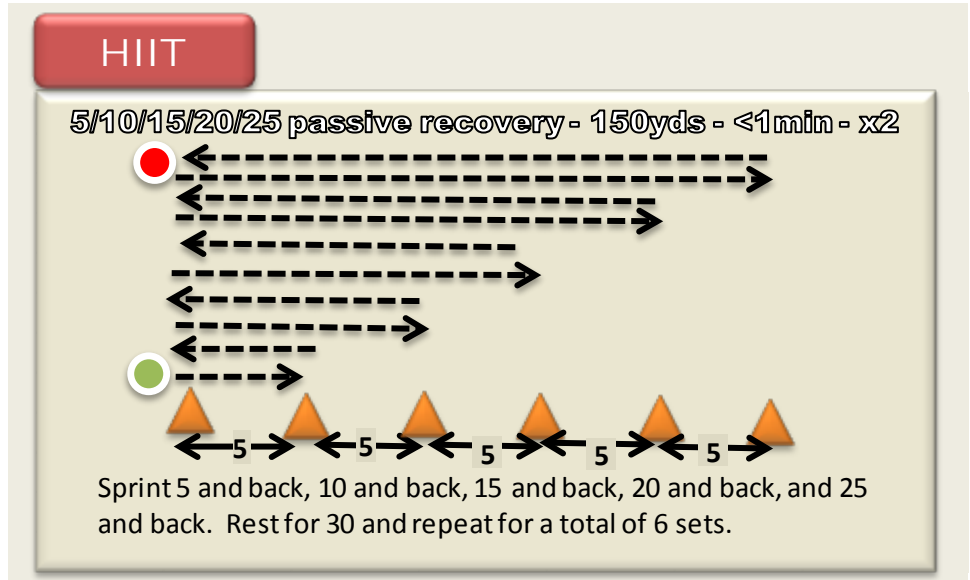 HIIT
5/10/15/20/25 passive recovery - 150yds - <1min - x2
5 5 5 5 5
Sprint 5 and back, 10 and back, 15 and back, 20 and back, and 25
and back. Rest for 30 and repeat for a total of 6 sets.